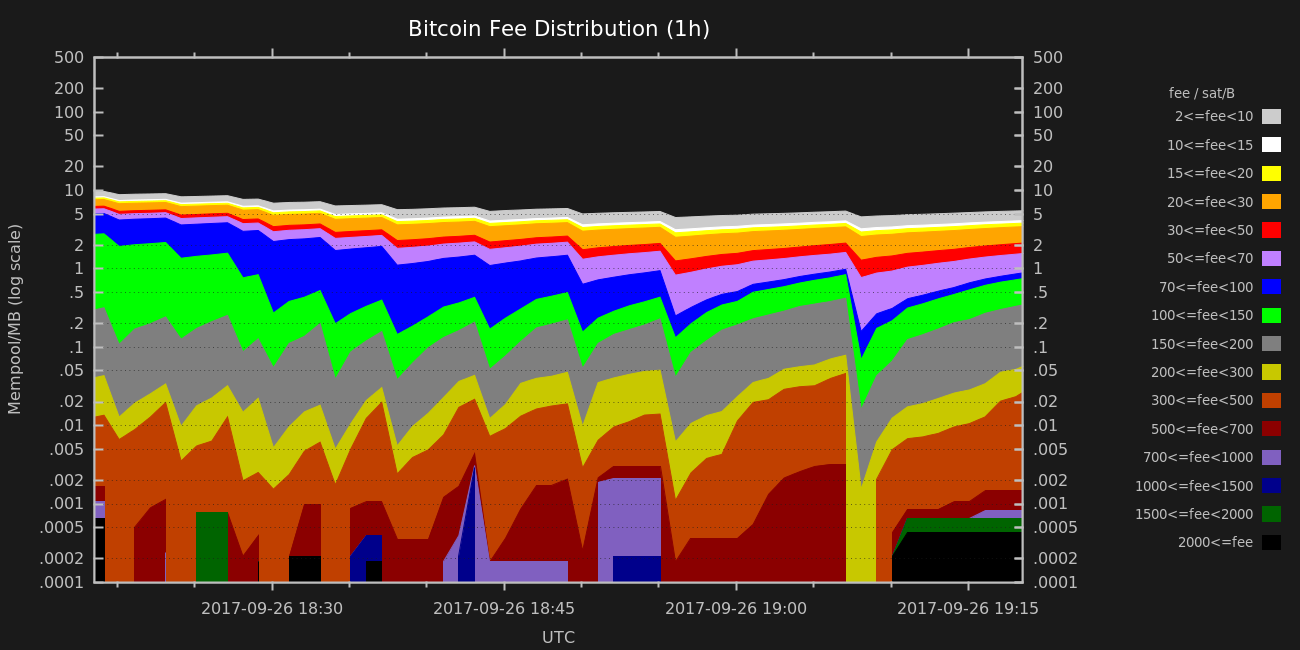 Bitcoin Fee Distribution (1h)
Mempool/MB (log scale)
500
200
100
50
20
10
5
2
1
.5
.2
.1
.05
.02
.01
.005
.002
.001
.0005
.0002
.0001
500
200
100
50
20
10
5
2
1
.5
.2
.1
.05
.02
.01
.005
.002
.001
.0005
.0002
.0001
2017-09-26 18:30
2017-09-26 18:45
2017-09-26 19:00
2017-09-26 19:15
UTC
fee / sat/B
2<=fee<10
10<=fee<15
15<=fee<20
20<=fee<30
30<=fee<50
50<=fee<70
70<=fee<100
100<=fee<150
150<=fee<200
200<=fee<300
300<=fee<500
500<=fee<700
700<=fee<1000
1000<=fee<1500
1500<=fee<2000
2000<=fee